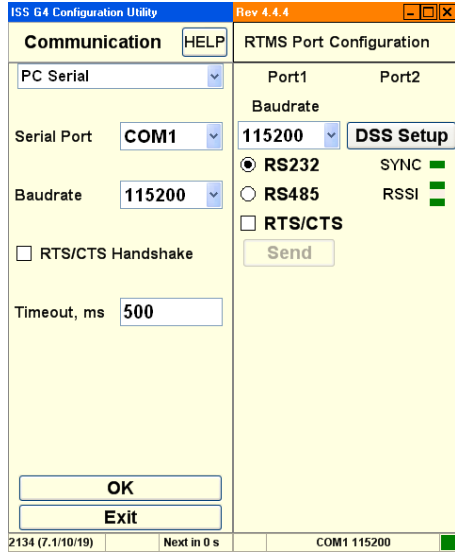 ISS G4 Configuration Utility
Rev 4.4.4
Communication
HELP
RTMS Port Configuration
PC Serial
Port1
Port2
Baudrate
Serial Port
COM1
115200
DSS Setup
RS232
SYNC
Baudrate
115200
RS485
RSSI
RTS/CTS
RTS/CTS Handshake
Send
Timeout, ms
500
OK
Exit
2134 (7.1/10/19)
Next in 0 s
COM1 115200